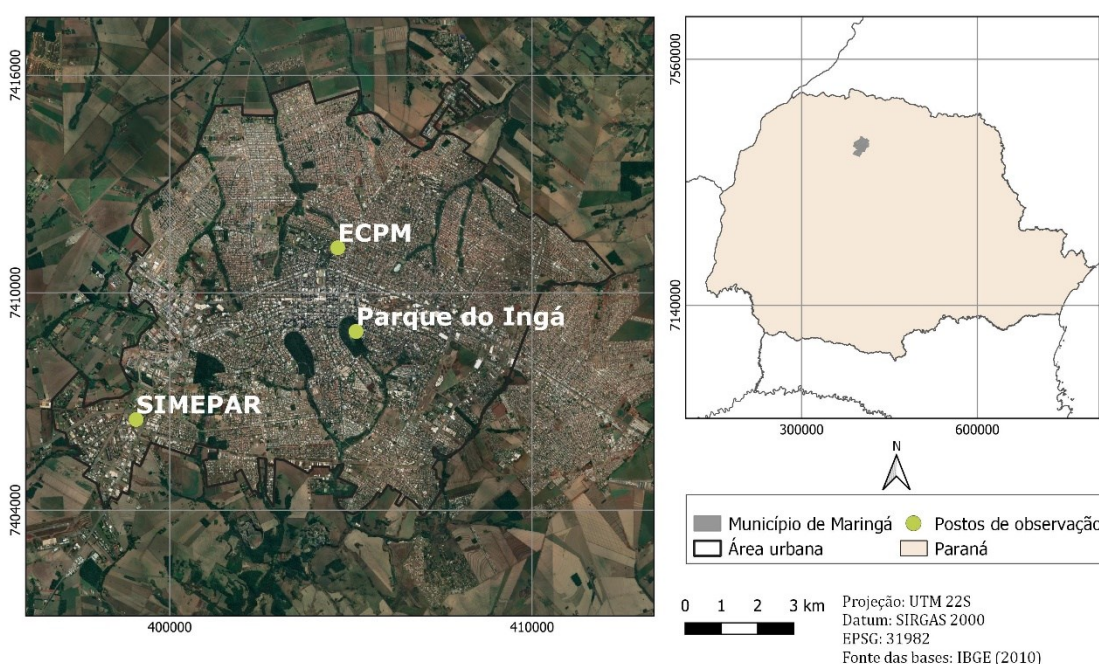 7416000
7410000
7404000
400000
410000
ECPM
Parque do Ingá
SIMEPAR
7560000
7140000
300000
600000
N
Município de Maringá
Postos de observação
Área urbana
Paraná
0 1 2 3 km
Projeção: UTM 22S
Datum: SIRGAS 2000
EPSG: 31982
Fonte das bases: IBGE (2010)